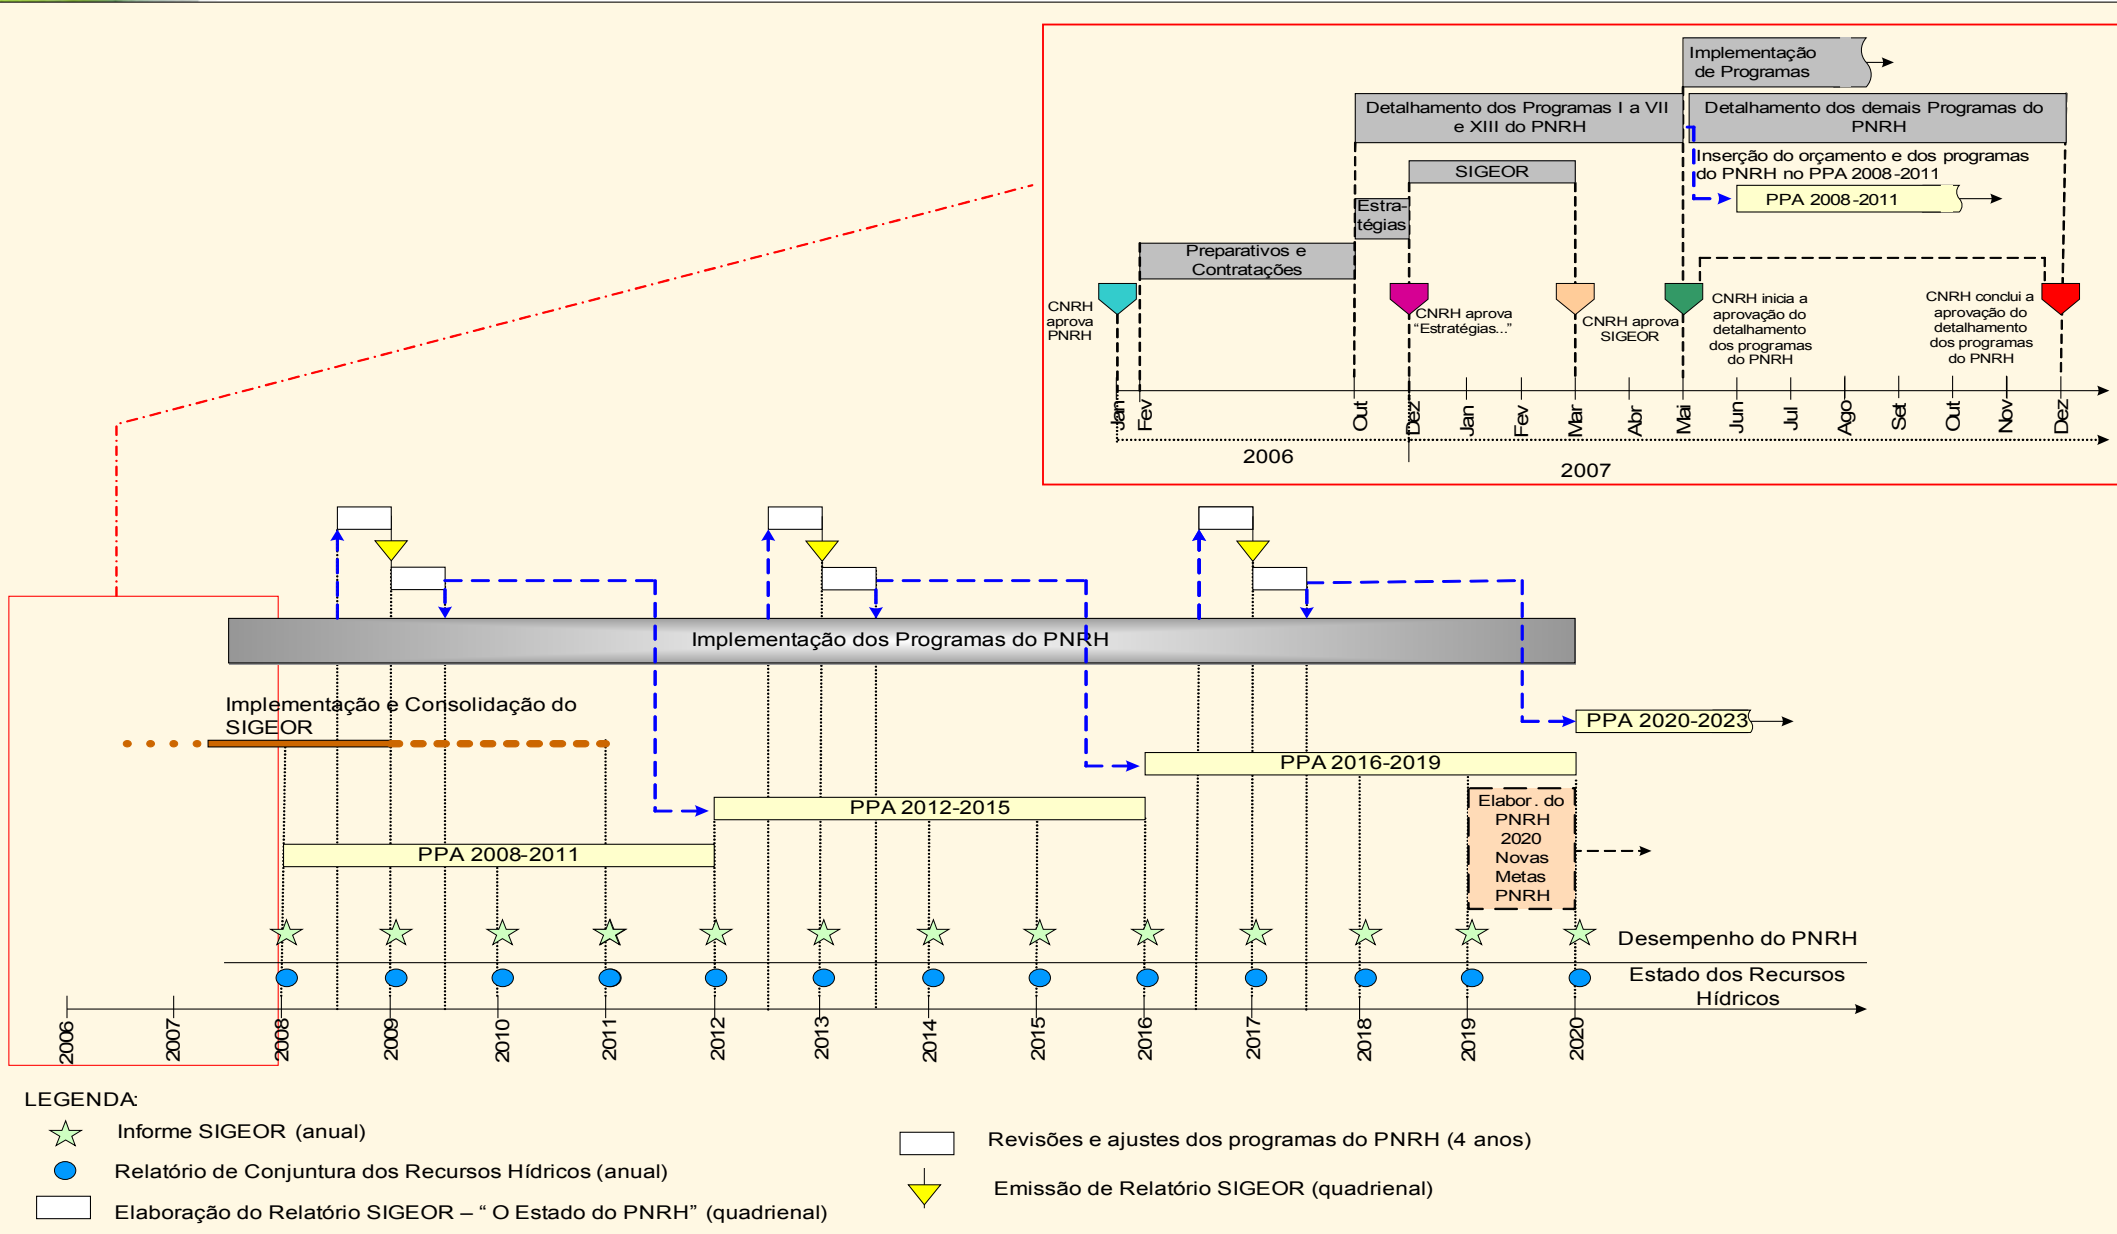 Implementação
de Programas
Detalhamento dos Programas I a VII
e XIII do PNRH
Detalhamento dos demais Programas do
PNRH
Inserção do orçamento e dos programas
do PNRH no PPA 2008-2011
SIGEOR
PPA 2008-2011
Estra-
tégias
Preparativos e
Contratações
CNRH
aprova
PNRH
CNRH aprova
“Estratégias...”
CNRH aprova
SIGEOR
CNRH inicia a
aprovação do
detalhamento
dos programas
do PNRH
CNRH conclui a
aprovação do
detalhamento
dos programas
do PNRH
Jan
Fev
Out
Dez
Jan
Fev
Mar
Abr
Mai
Jun
Jul
Ago
Set
Out
Nov
Dez
2006
2007
Implementação dos Programas do PNRH
Implementação e Consolidação do
SIGEOR
PPA 2020-2023
PPA 2016-2019
PPA 2012-2015
PPA 2008-2011
Elabor. do
PNRH
2020
Novas
Metas
PNRH
Desempenho do PNRH
Estado dos Recursos
Hídricos
2006
2007
2008
2009
2010
2011
2012
2013
2014
2015
2016
2017
2018
2019
2020
LEGENDA:
Informe SIGEOR (anual)
Relatório de Conjuntura dos Recursos Hídricos (anual)
Elaboração do Relatório SIGEOR – “ O Estado do PNRH” (quadrienal)
Revisões e ajustes dos programas do PNRH (4 anos)
Emissão de Relatório SIGEOR (quadrienal)